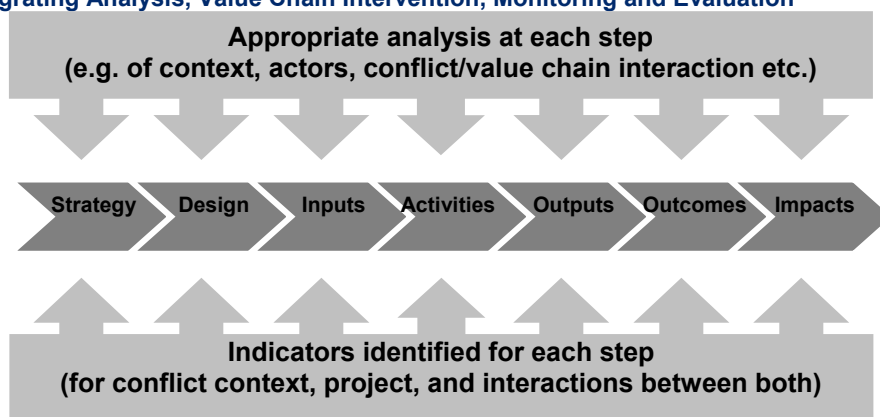 grating Analysis, Value Chain Intervention, Monitoring and Evaluation
Appropriate analysis at each step
(e.g. of context, actors, conflict/value chain interaction etc.)
Strategy Design Inputs Activities Outputs Outcomes Impacts
Indicators identified for each step
(for conflict context, project, and interactions between both)